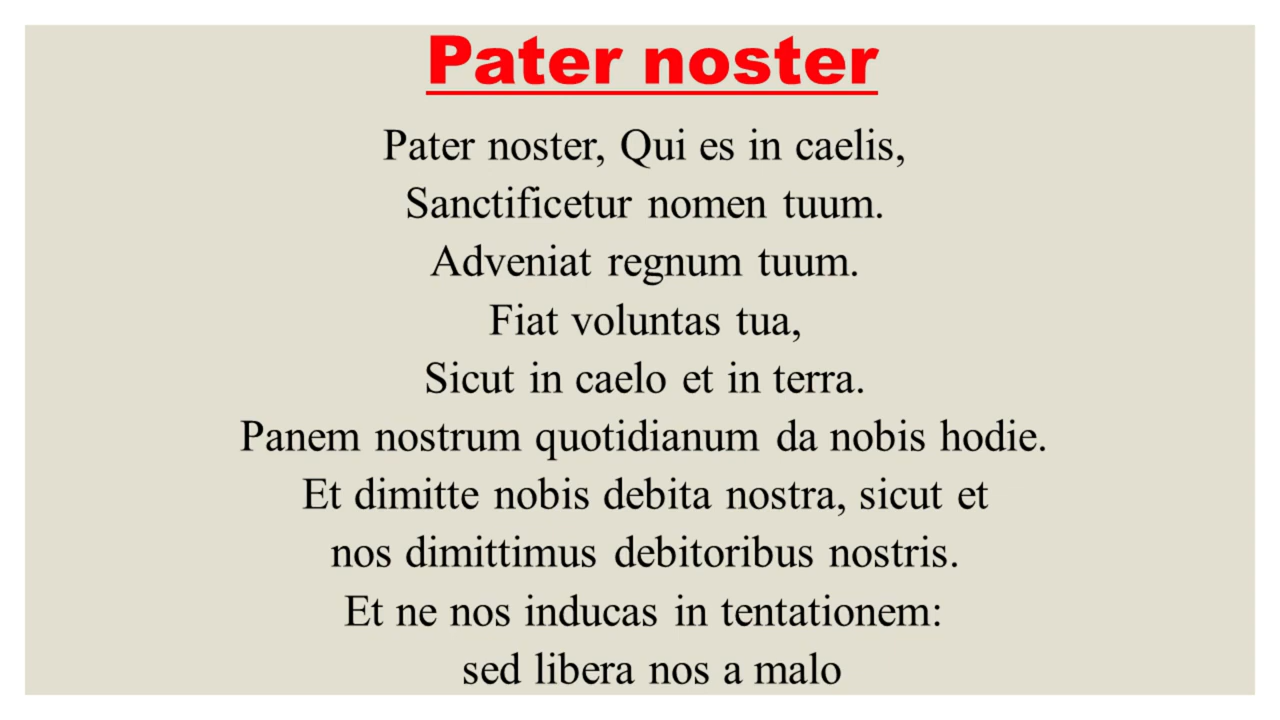 Pater noster
Pater noster, Qui es in caelis,
Sanctificetur nomen tuum.
Adveniat regnum tuum.
Fiat voluntas tua,
Sicut in caelo et in terra.
Panem nostrum quotidianum da nobis hodie.
Et dimitte nobis debita nostra, sicut et
nos dimittimus debitoribus nostris.
Et ne nos inducas in tentationem:
sed libera nos a malo